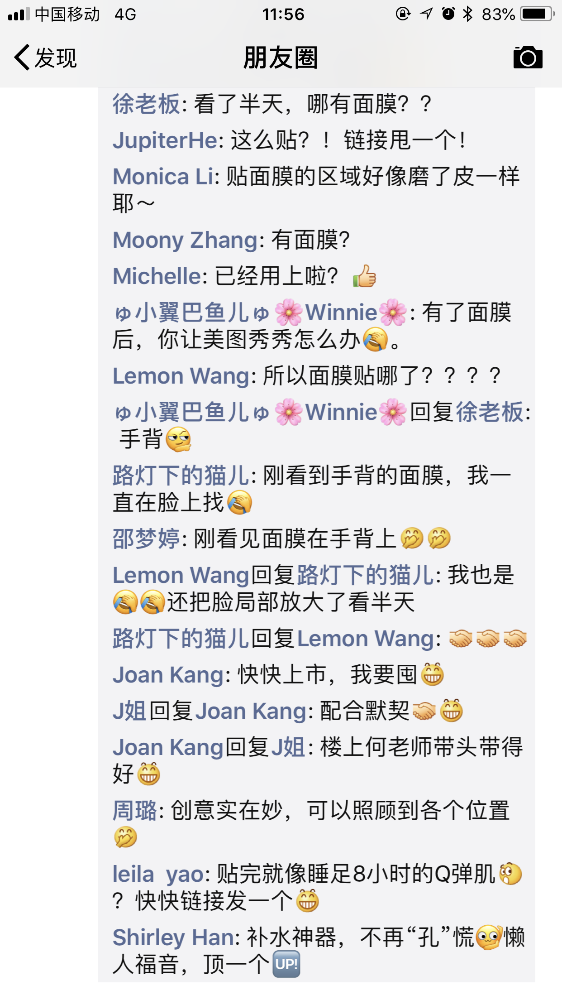 中国移动 4G 11:56 83%
发现 朋友圈
徐老板: 看了半天，哪有面膜？？
JupiterHe: 这么贴？！链接甩一个！
Monica Li: 贴面膜的区域好像磨了皮一样
耶～
Moony Zhang: 有面膜？
Michelle: 已经用上啦？👍
ゅ小翼巴鱼儿ゅ🌸Winnie🌸: 有了面膜
后，你让美图秀秀怎么办。
Lemon Wang: 所以面膜贴哪了？？？？
ゅ小翼巴鱼儿ゅ🌸Winnie🌸回复徐老板:
手背
路灯下的猫儿: 刚看到手背的面膜，我一
直在脸上找
邵梦婷: 刚看见面膜在手背上
Lemon Wang回复路灯下的猫儿: 我也是
还把脸局部放大了看半天
路灯下的猫儿回复Lemon Wang:
Joan Kang: 快快上市，我要囤
J姐回复Joan Kang: 配合默契
Joan Kang回复J姐: 楼上何老师带头带得
好
周璐: 创意实在妙，可以照顾到各个位置
leila  yao: 贴完就像睡足8小时的Q弹肌
？快快链接发一个
Shirley Han: 补水神器，不再“孔”慌懒
人福音，顶一个UP!